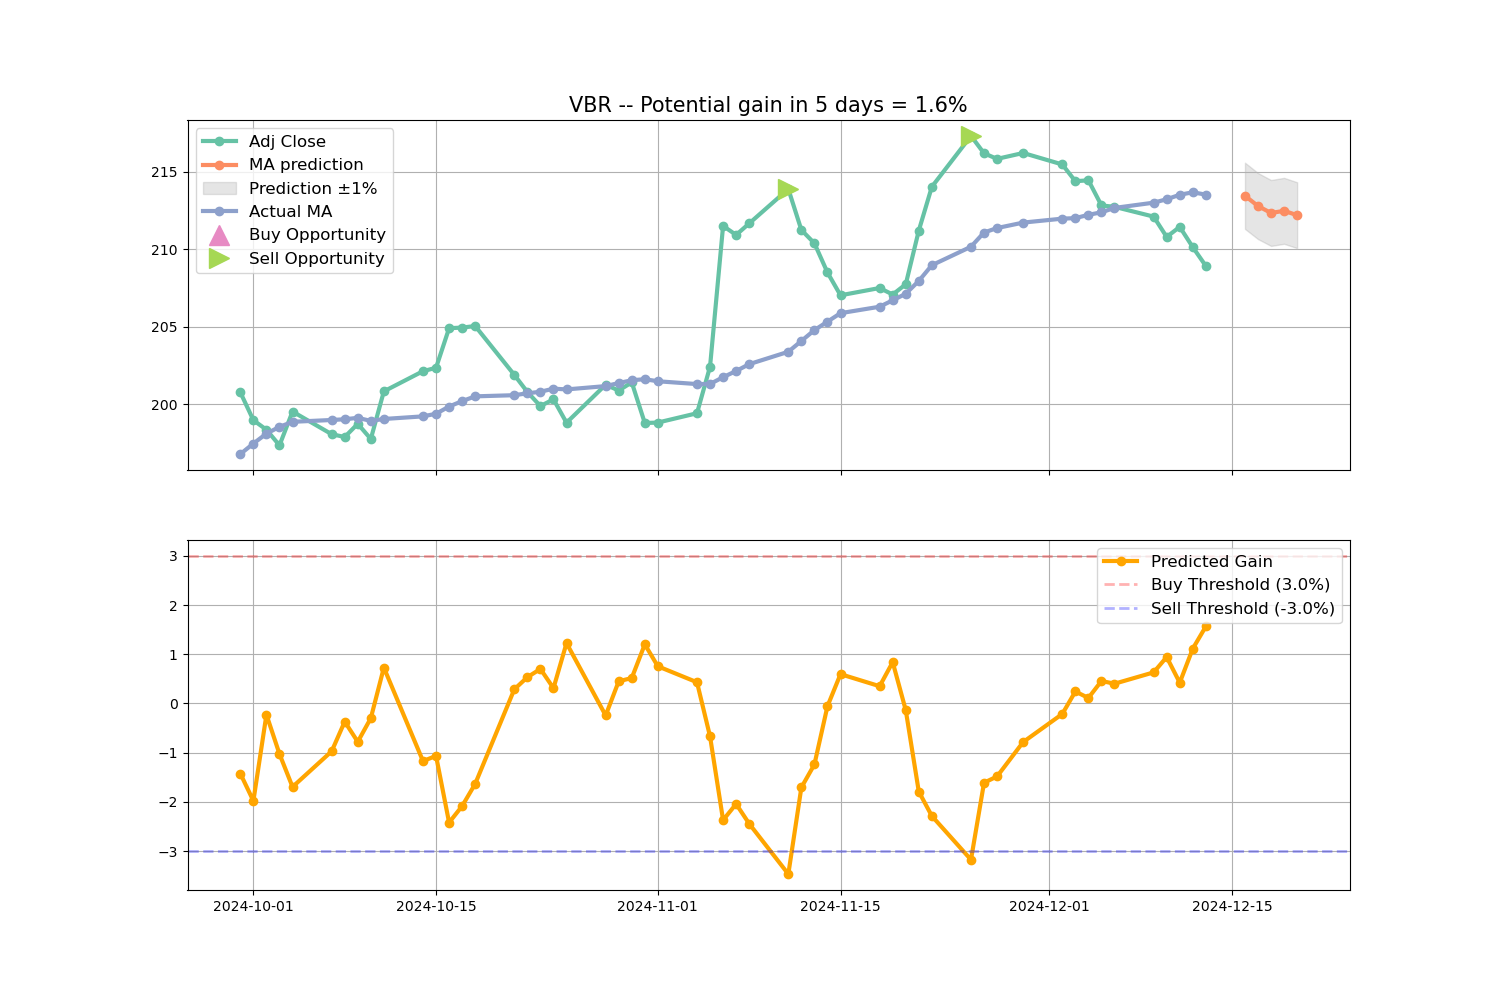 VBR -- Potential gain in 5 days = 1.6%
Adj Close
MA prediction
Prediction ±1%
Actual MA
Buy Opportunity
Sell Opportunity
215
210
205
200
Predicted Gain
Buy Threshold (3.0%)
Sell Threshold (-3.0%)
3
2
1
0
−1
−2
−3
2024-10-01
2024-10-15
2024-11-01
2024-11-15
2024-12-01
2024-12-15